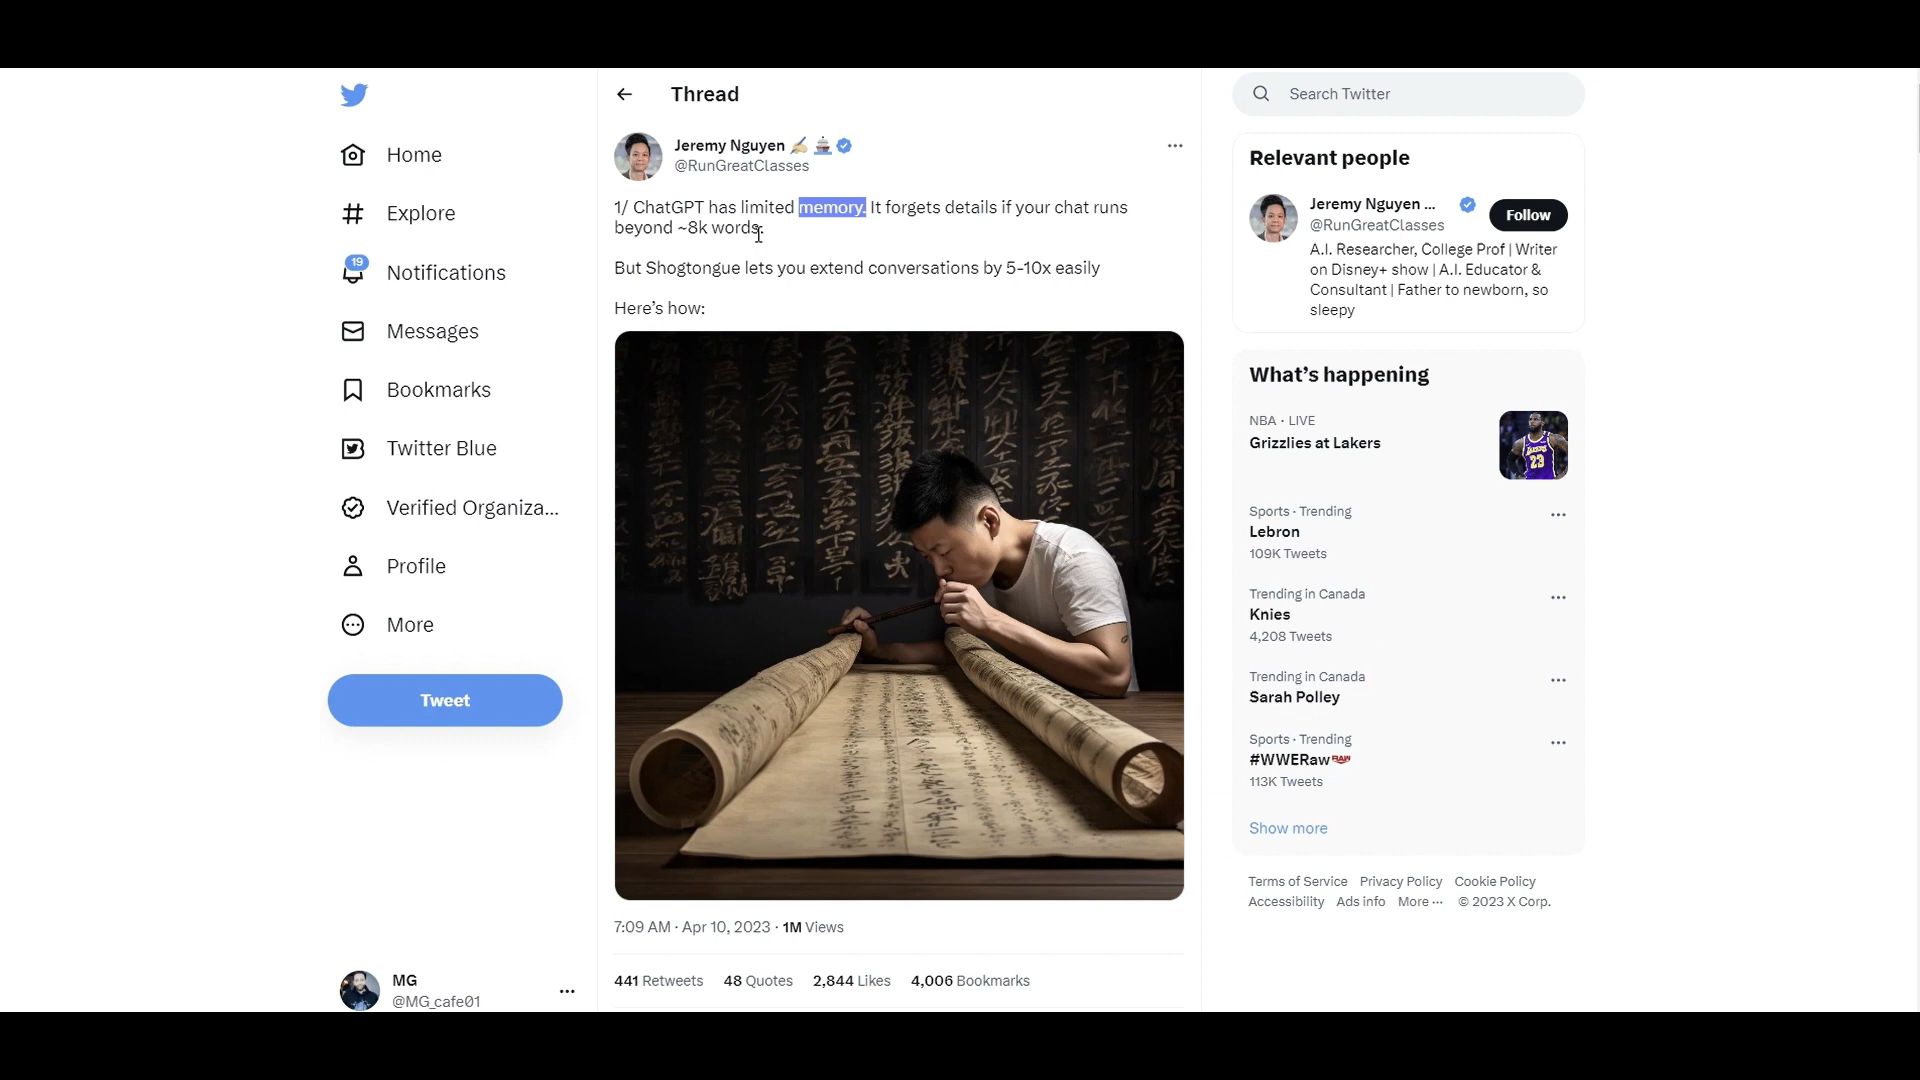 Home
Explore
19
Notifications
Messages
Bookmarks
Twitter Blue
Verified Organiza...
Profile
More
Tweet
MG
@MG_cafe01
Thread
Jeremy Nguyen ✍🏼 🚢
@RunGreatClasses
1/ ChatGPT has limited memory. It forgets details if your chat runs
beyond ~8k words.
But Shogtongue lets you extend conversations by 5-10x easily
Here's how:
7:09 AM · Apr 10, 2023 · 1M Views
441 Retweets 48 Quotes 2,844 Likes 4,006 Bookmarks
Search Twitter
Relevant people
Jeremy Nguyen ...
@RunGreatClasses
Follow
A.I. Researcher, College Prof | Writer
on Disney+ show | A.I. Educator &
Consultant | Father to newborn, so
sleepy
What's happening
NBA · LIVE
Grizzlies at Lakers
23
Sports · Trending
Lebron
109K Tweets
Trending in Canada
Knies
4,208 Tweets
Trending in Canada
Sarah Polley
Sports · Trending
#WWERaw
113K Tweets
Show more
Terms of Service Privacy Policy Cookie Policy
Accessibility Ads info More ··· © 2023 X Corp.